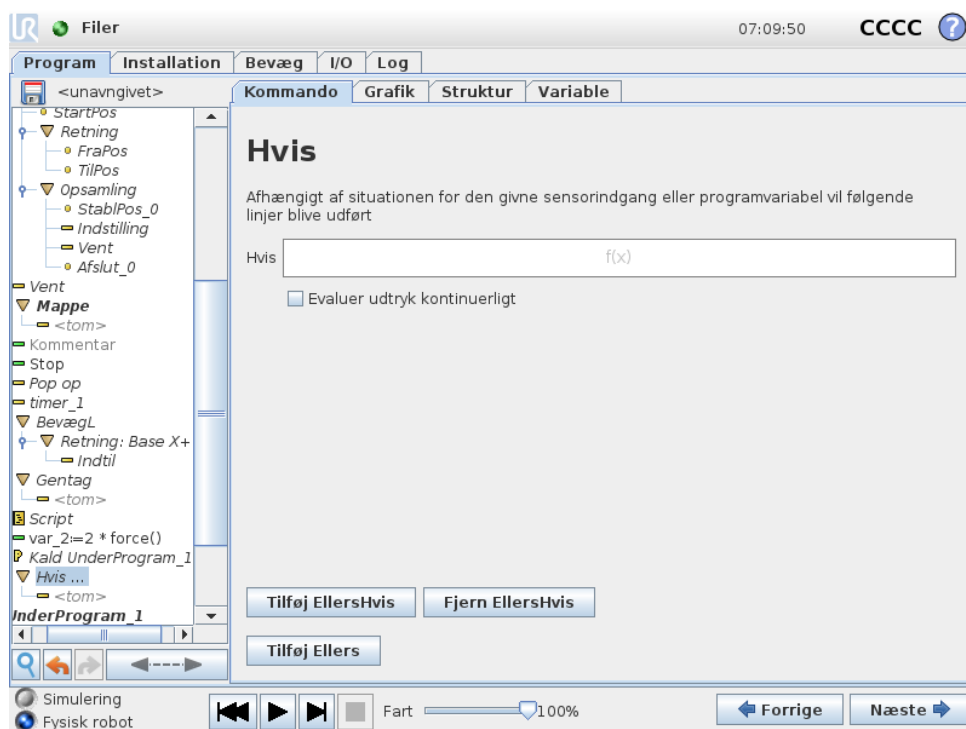 UR Filer 07:09:50 CCCC ?
Program Installation Bevæg I/O Log
<unavngivet>
Kommando Grafik Struktur Variable
StartPos
Retning
FraPos
TilPos
Opsamling
StablPos_0
Indstilling
Vent
Afslut_0
Vent
Mappe
<tom>
Kommentar
Stop
Pop op
timer_1
BevægL
Retning: Base X+
Indtil
Gentag
<tom>
Script
var_2:=2 * force()
Kald UnderProgram_1
Hvis ...
<tom>
UnderProgram_1
Hvis
Afhængigt af situationen for den givne sensorindgang eller programvariabel vil følgende
linjer blive udført
Hvis f(x)
Evaluer udtryk kontinuerligt
Tilføj EllersHvis Fjern EllersHvis
Tilføj Ellers
Simulering
Fysisk robot
Fart 100%
Forrige Næste